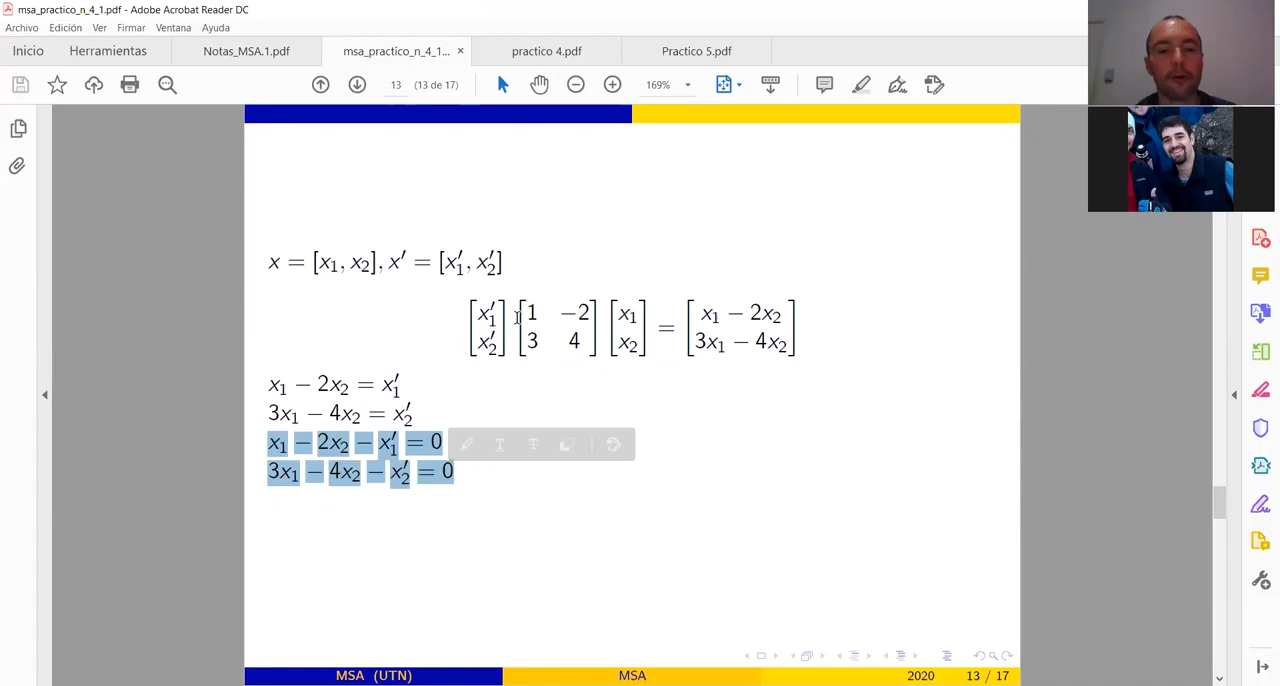 msa_practico_n_4_1.pdf - Adobe Acrobat Reader DC
Archivo Edición Ver Firmar Ventana Ayuda
Inicio Herramientas Notas_MSA.1.pdf msa_practico_n_4_1... × practico 4.pdf Practico 5.pdf
13 (13 de 17) 169%
x = [x₁, x₂], x′ = [x′₁, x′₂]
[x′₁ x′₂] [1 −2 3 4] [x₁ x₂] = [x₁ − 2x₂ 3x₁ − 4x₂]
x₁ − 2x₂ = x′₁
3x₁ − 4x₂ = x′₂
x₁ − 2x₂ − x′₁ = 0
3x₁ − 4x₂ − x′₂ = 0
MSA (UTN) MSA 2020 13 / 17